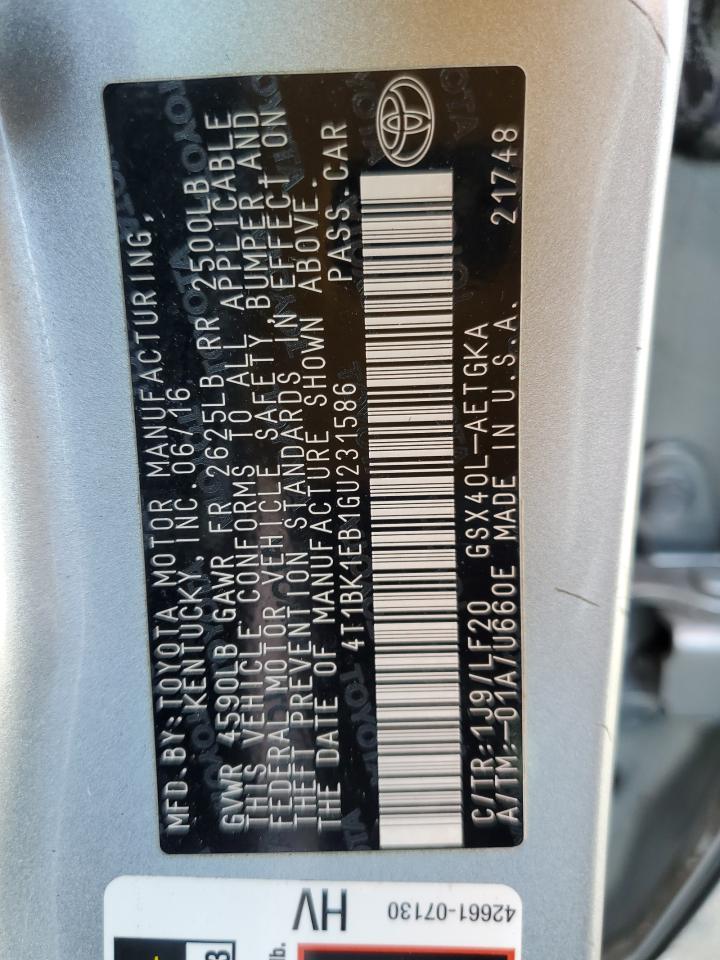 MFD. BY:TOYOTA MOTOR MANUFACTURING,
KENTUCKY, INC. 06/16
GVWR 4590LB GAWR FR 2625LB RR 2500LB
THIS VEHICLE CONFORMS TO ALL APPLICABLE
FEDERAL MOTOR VEHICLE SAFETY,BUMPER,AND
THEFT PREVENTION STANDARDS IN EFFECT ON
THE DATE OF MANUFACTURE SHOWN ABOVE.
4T1BK1EB1GU231586 PASS.CAR
C/TR:1J9/LF20 GSX40L-AETGKA
A/TM:-01A/U660E MADE IN U.S.A. 21748
HV 42661-07130
lb.